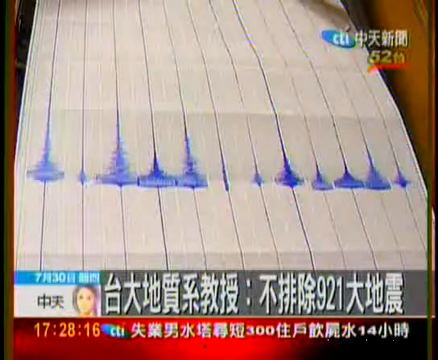 cti 中天新聞
52台
7月30日 週四
中天
台大地質系教授：不排除921大地震
17:28:16 cti 失業男水塔尋短300住戶飲屍水14小時